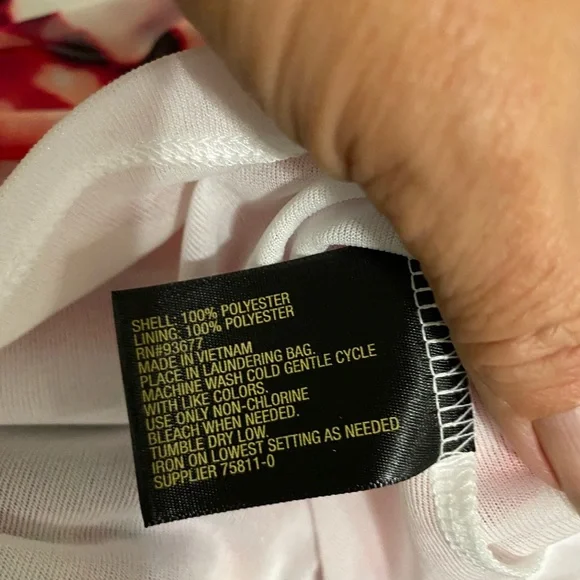 SHELL: 100% POLYESTER
LINING: 100% POLYESTER
RN#93677
MADE IN VIETNAM
PLACE IN LAUNDERING BAG.
MACHINE WASH COLD GENTLE CYCLE
WITH LIKE COLORS.
USE ONLY NON-CHLORINE
BLEACH WHEN NEEDED.
TUMBLE DRY LOW.
IRON ON LOWEST SETTING AS NEEDED
SUPPLIER 75811-0